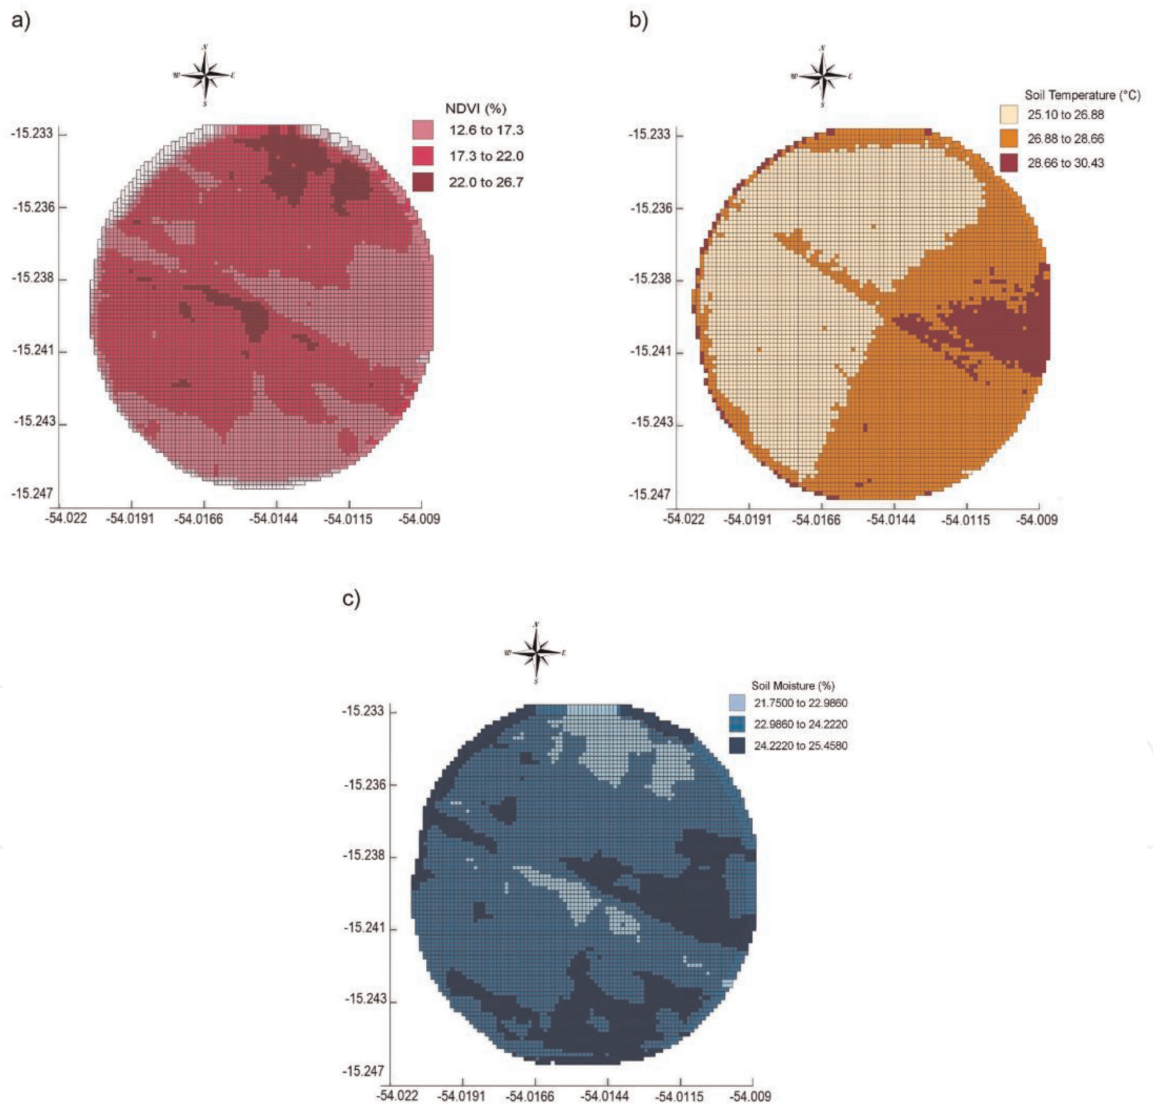 a)
N
W E
S
NDVI (%)
12.6 to 17.3
17.3 to 22.0
22.0 to 26.7
-15.233
-15.236
-15.238
-15.241
-15.243
-15.247
-54.022 -54.0191 -54.0166 -54.0144 -54.0115 -54.009
b)
N
W E
S
Soil Temperature (°C)
25.10 to 26.88
26.88 to 28.66
28.66 to 30.43
-15.233
-15.236
-15.238
-15.241
-15.243
-15.247
-54.022 -54.0191 -54.0166 -54.0144 -54.0115 -54.009
c)
N
W E
S
Soil Moisture (%)
21.7500 to 22.9860
22.9860 to 24.2220
24.2220 to 25.4580
-15.233
-15.236
-15.238
-15.241
-15.243
-15.247
-54.022 -54.0191 -54.0166 -54.0144 -54.0115 -54.009